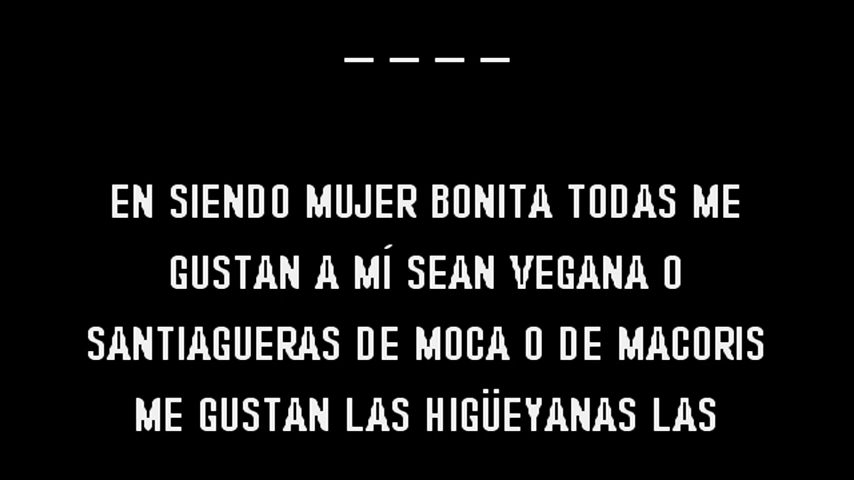 _ _ _ _
EN SIENDO MUJER BONITA TODAS ME
GUSTAN A MÍ SEAN VEGANA O
SANTIAGUERAS DE MOCA O DE MACORIS
ME GUSTAN LAS HIGÜEYANAS LAS